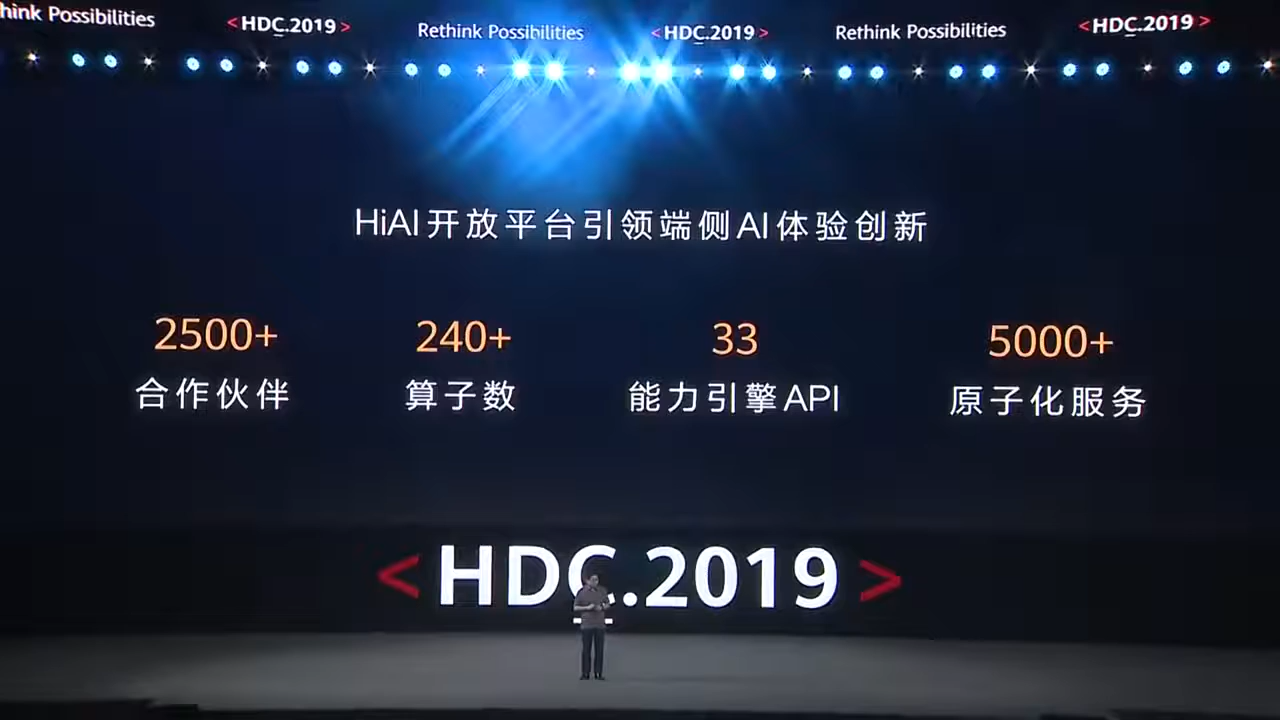 hink Possibilities <HDC.2019> Rethink Possibilities <HDC.2019> Rethink Possibilities <HDC.2019>
HiAI开放平台引领端侧AI体验创新
2500+ 240+ 33 5000+
合作伙伴 算子数 能力引擎API 原子化服务
<HDC.2019>